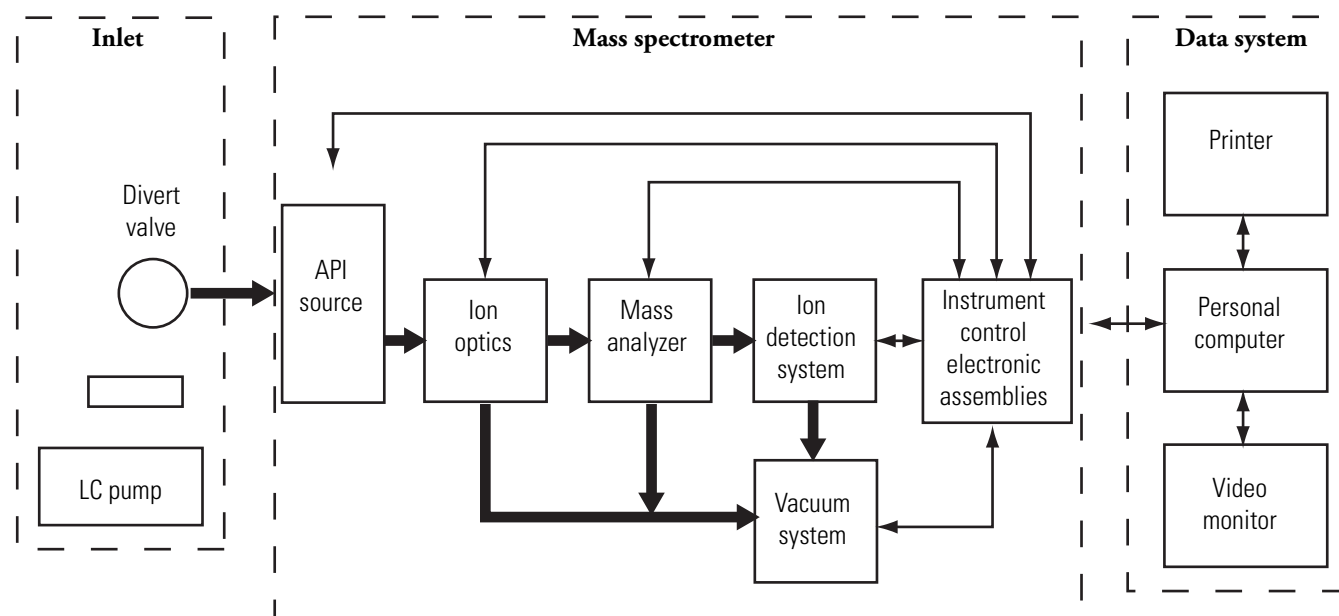 Inlet
Mass spectrometer
Data system
Divert
valve
LC pump
API
source
Ion
optics
Mass
analyzer
Ion
detection
system
Instrument
control
electronic
assemblies
Vacuum
system
Printer
Personal
computer
Video
monitor